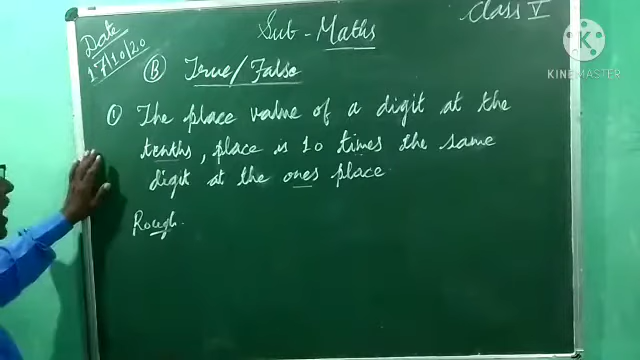 Date
17/10/20
Sub - Maths
Class V
B True/False
1 The place value of a digit at the
tenths, place is 10 times the same
digit at the ones place
Rough
KINEMASTER